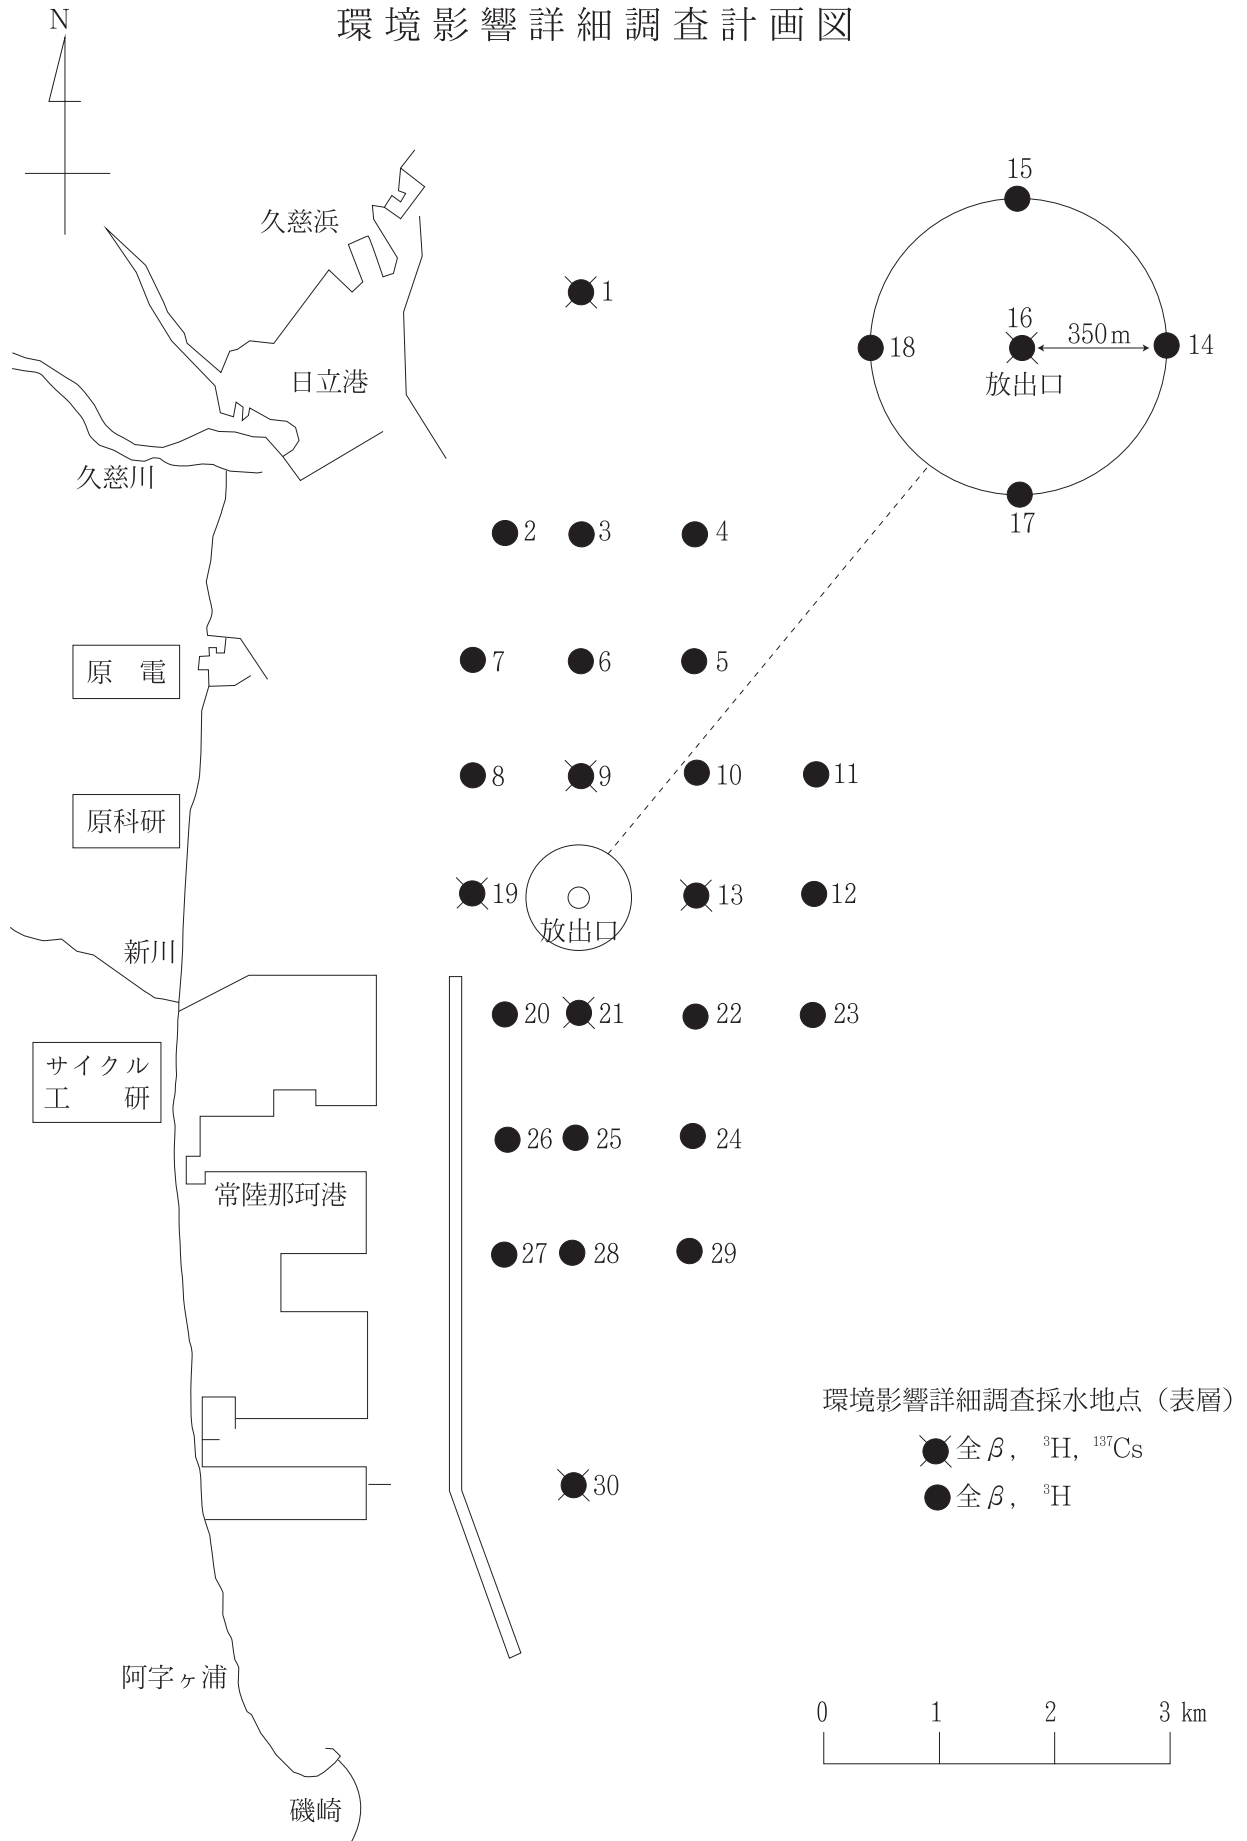 環境影響詳細調査計画図
N
15
久慈浜
1
16
350m
18
14
放出口
日立港
久慈川
17
2
3
4
原 電
7
6
5
8
9
10
11
原科研
19
13
12
放出口
新川
20
21
22
23
サイクル
工 研
26
25
24
常陸那珂港
27
28
29
環境影響詳細調査採水地点（表層）
全β， ³H, ¹³⁷Cs
30
全β， ³H
阿字ヶ浦
0 1 2 3 km
磯崎